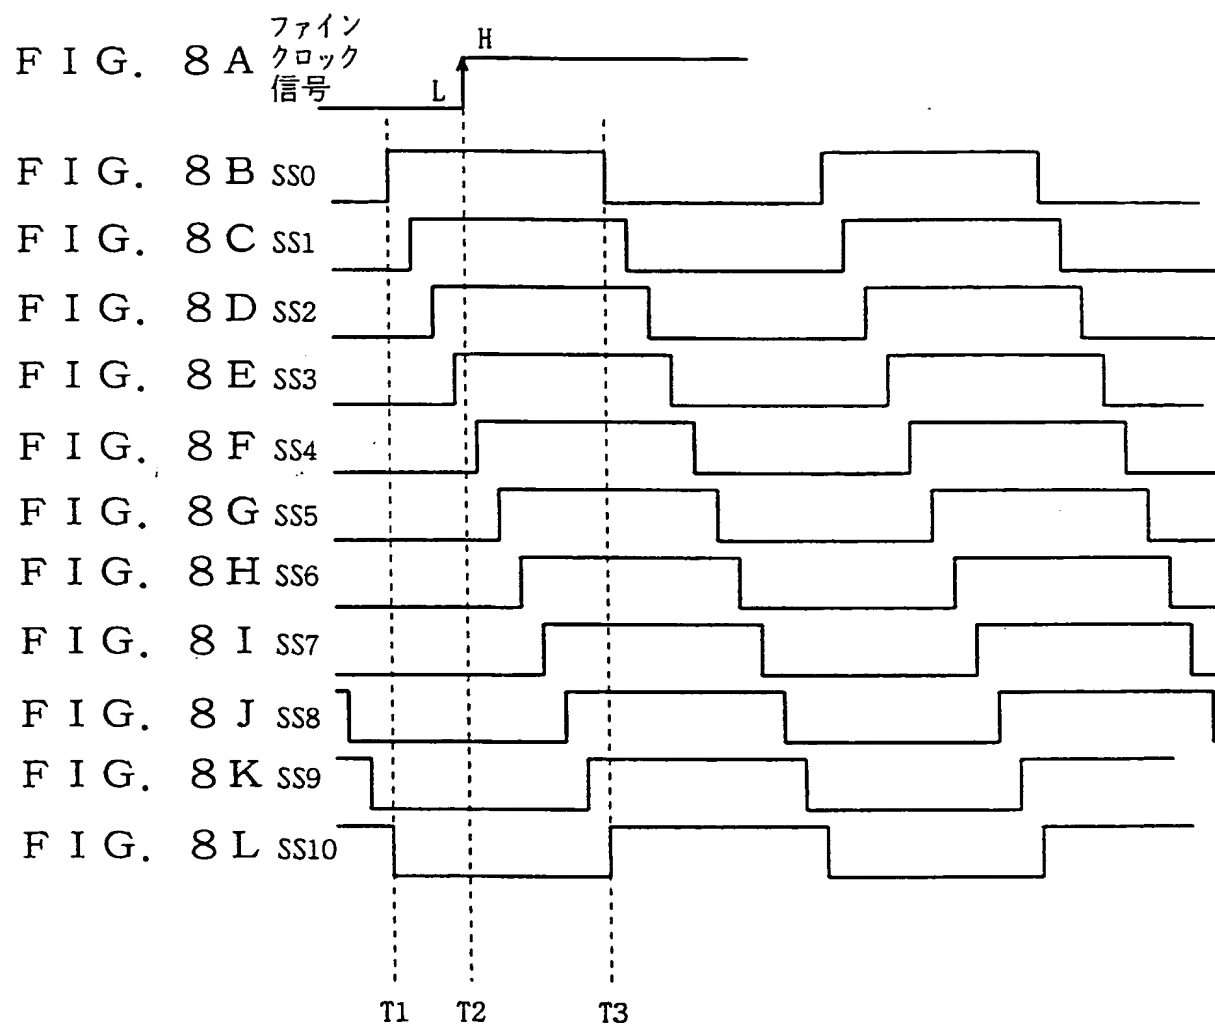 FIG. 8A ファイン
クロック
信号
H
L
FIG. 8B SS0
FIG. 8C SS1
FIG. 8D SS2
FIG. 8E SS3
FIG. 8F SS4
FIG. 8G SS5
FIG. 8H SS6
FIG. 8I SS7
FIG. 8J SS8
FIG. 8K SS9
FIG. 8L SS10
T1 T2 T3